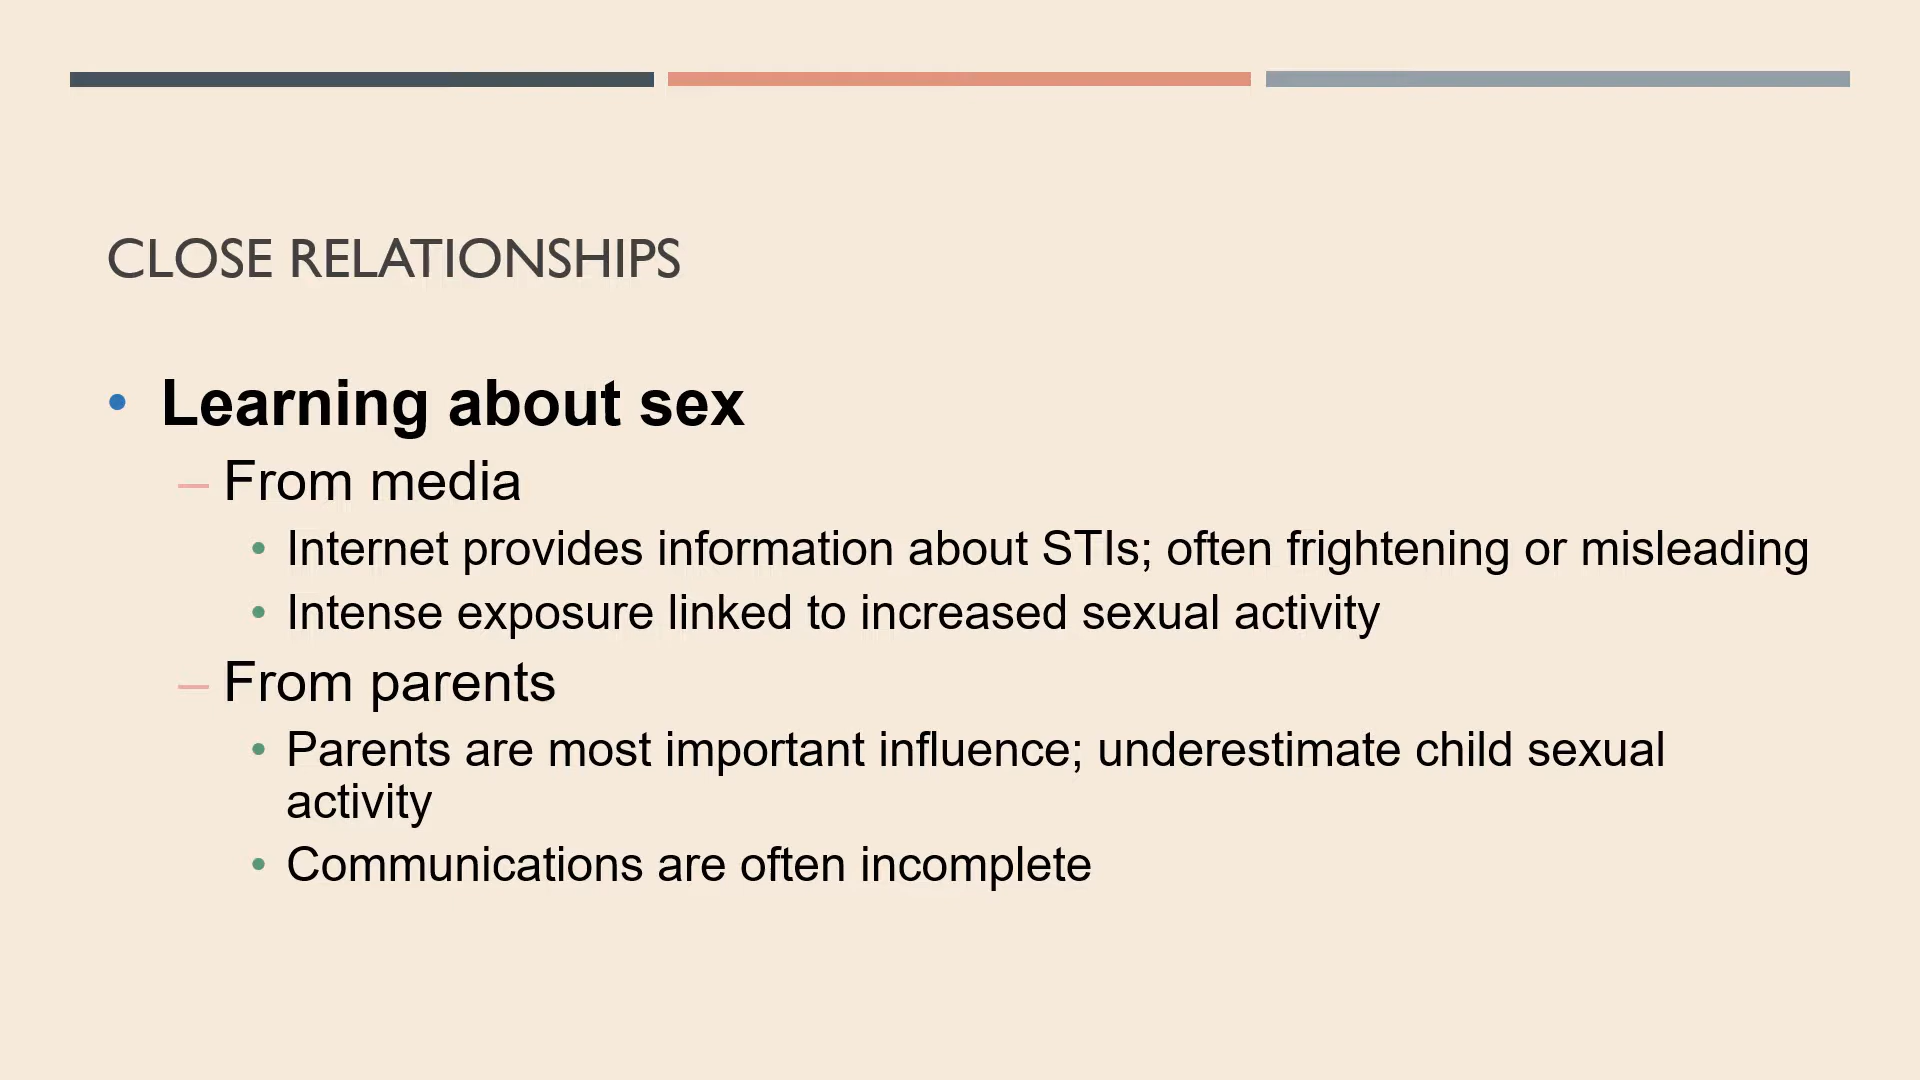 CLOSE RELATIONSHIPS
• Learning about sex
– From media
• Internet provides information about STIs; often frightening or misleading
• Intense exposure linked to increased sexual activity
– From parents
• Parents are most important influence; underestimate child sexual
activity
• Communications are often incomplete